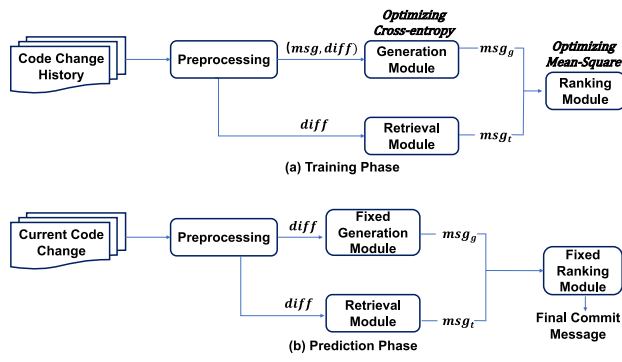 Optimizing
Cross-entropy
Code Change
History
Preprocessing
(msg, diff)
Generation
Module
msg_g
Optimizing
Mean-Square
Ranking
Module
diff
Retrieval
Module
msg_t
(a) Training Phase
Current Code
Change
Preprocessing
diff
Fixed
Generation
Module
msg_g
Fixed
Ranking
Module
diff
Retrieval
Module
msg_t
Final Commit
Message
(b) Prediction Phase